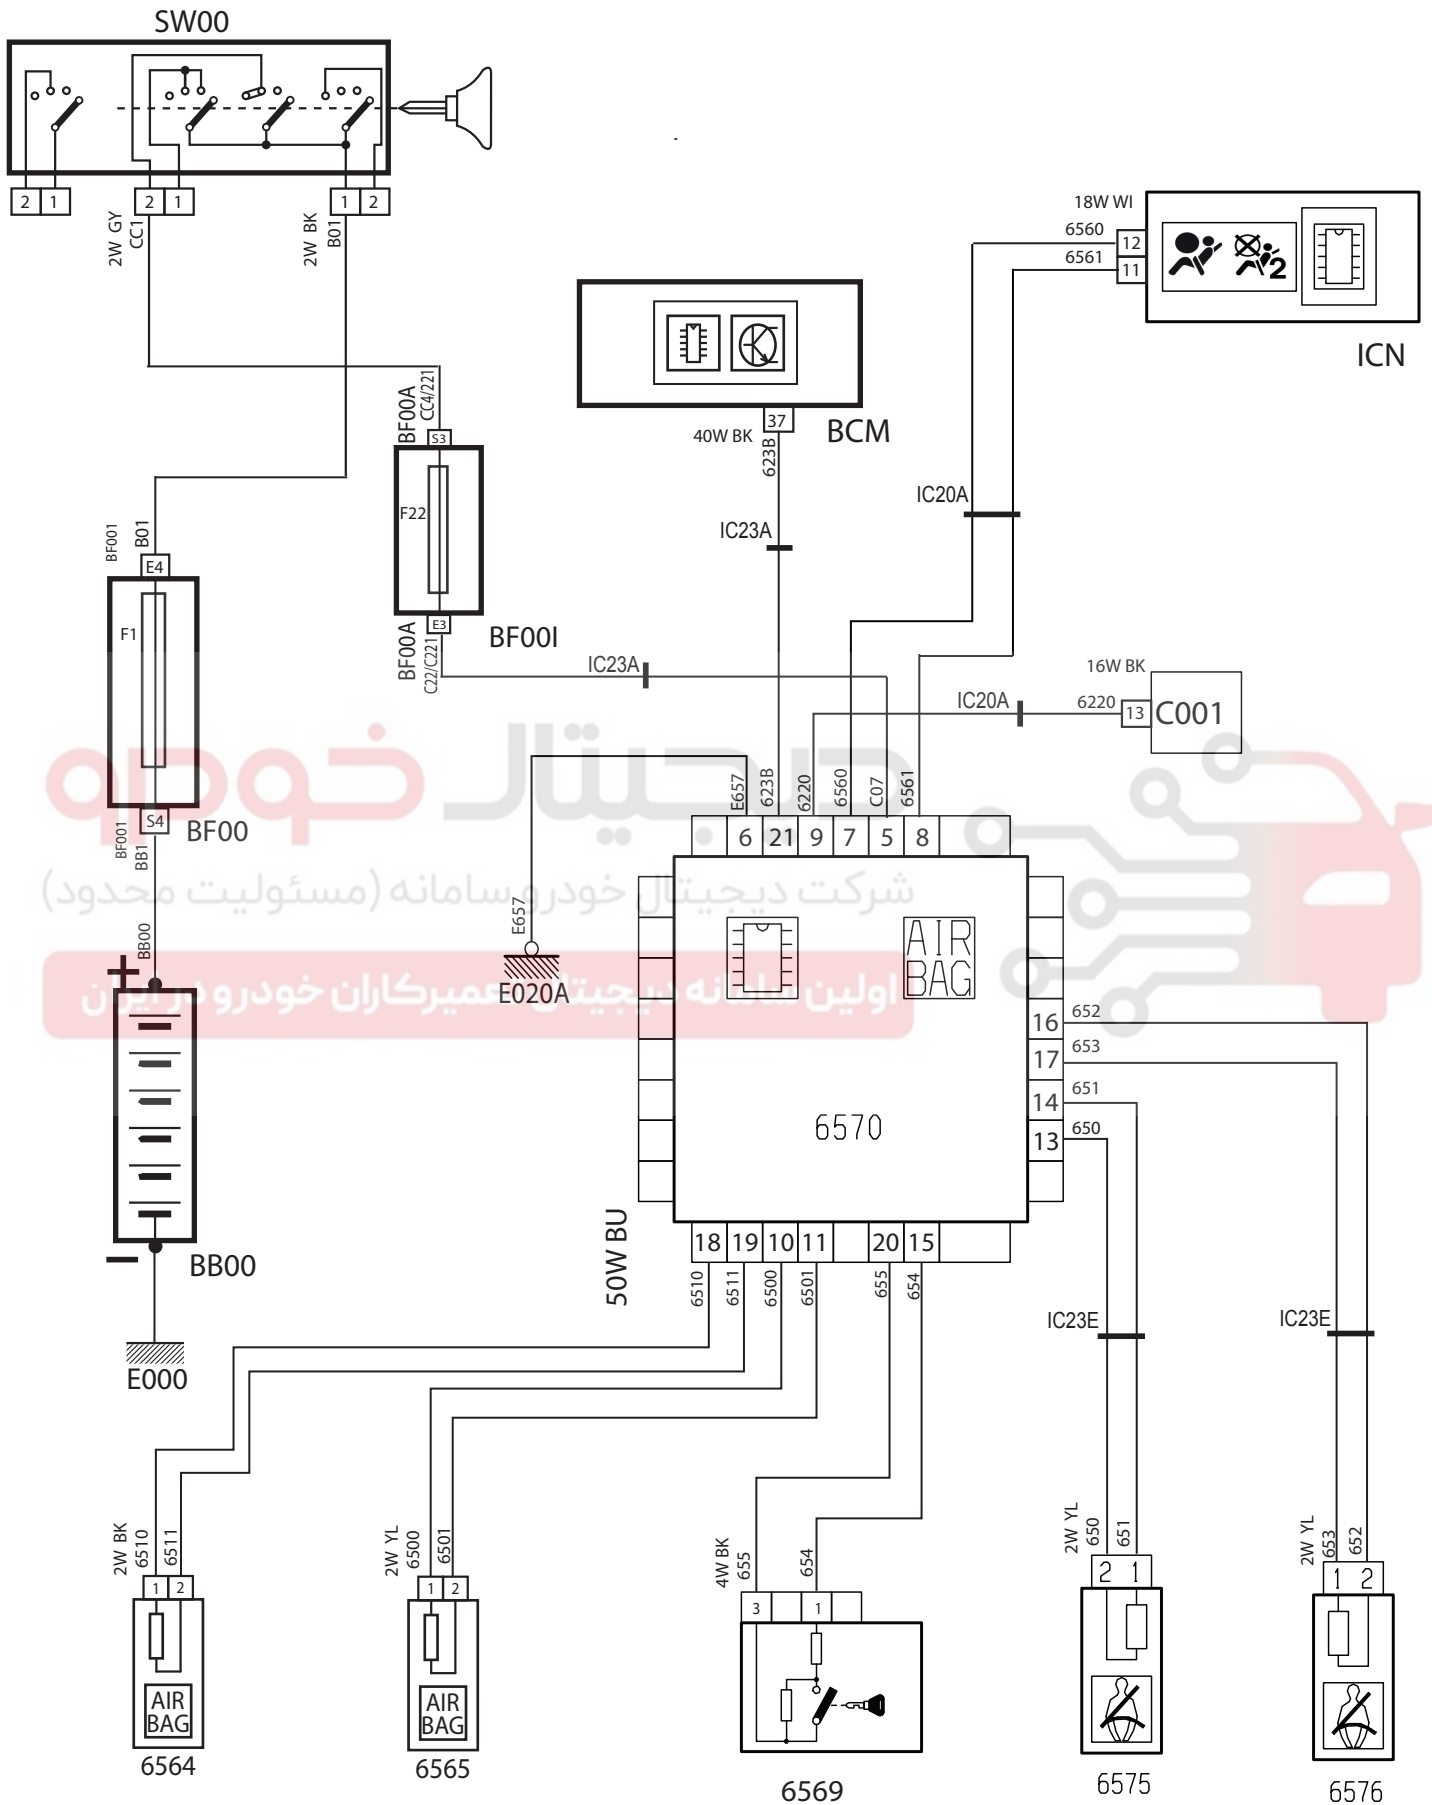 SW00
2 1
2 1
1 2
2W GY
CC1
2W BK
B01
18W WI
6560
12
6561
11
2
ICN
BCM
37
40W BK
623B
IC23A
IC20A
BF00A
CC4/221
S3
F22
E3
BF00I
BF00A
C22/C221
IC23A
BF001
B01
E4
F1
S4
BF00
BF001
BB1
BB00
+
BB00
E000
16W BK
IC20A
6220
13
C001
دیجیتال خودرو
شرکت دیجیتال خودرو سامانه (مسئولیت محدود)
اولین سامانه دیجیتال تعمیرکاران خودرو در ایران
E657
623B
6220
6560
C07
6561
6 21 9 7 5 8
E657
E020A
AIR
BAG
16
652
17
653
14
651
13
650
6570
50W BU
18 19 10 11 20 15
6510
6511
6500
6501
655
654
IC23E
IC23E
2W BK
6510
6511
1 2
AIR
BAG
6564
2W YL
6500
6501
1 2
AIR
BAG
6565
4W BK
655
654
3 1
6569
2W YL
650
651
2 1
6575
2W YL
653
652
1 2
6576